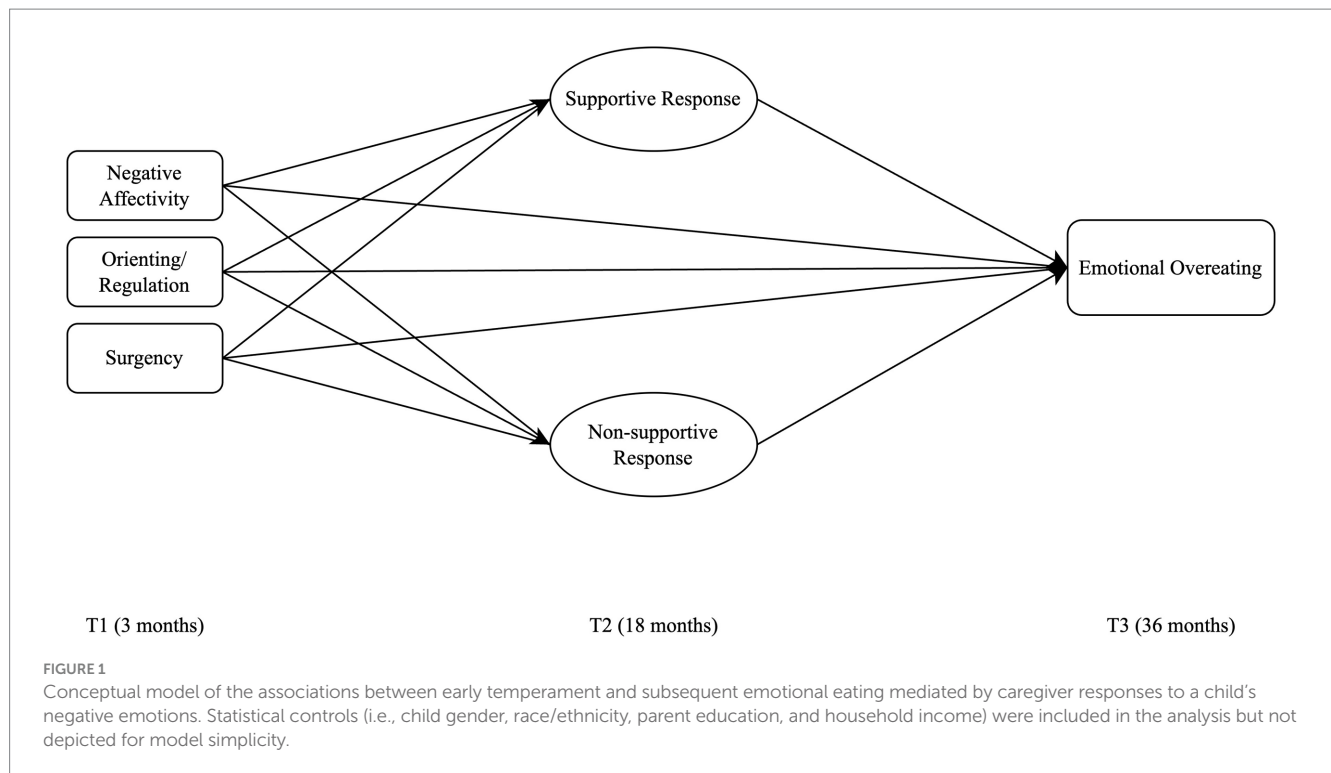 Supportive Response
Negative
Affectivity
Orienting/
Regulation
Emotional Overeating
Surgency
Non-supportive
Response
T1 (3 months)
T2 (18 months)
T3 (36 months)
FIGURE 1
Conceptual model of the associations between early temperament and subsequent emotional eating mediated by caregiver responses to a child’s
negative emotions. Statistical controls (i.e., child gender, race/ethnicity, parent education, and household income) were included in the analysis but not
depicted for model simplicity.